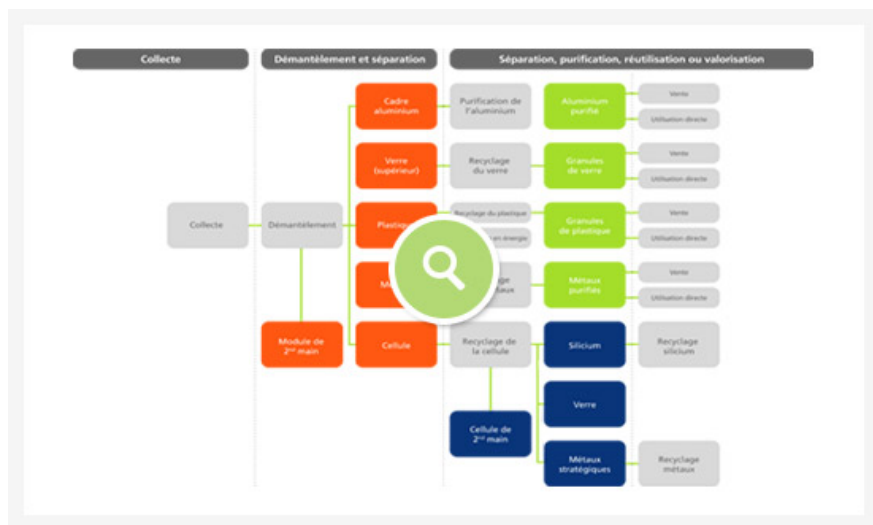 Collecte
Démantèlement et séparation
Séparation, purification, réutilisation ou valorisation
Cadre
aluminium
Purification de
l'aluminium
Aluminium
purifié
Vente
Utilisation directe
Verre
(supérieur)
Recyclage
du verre
Granules
de verre
Vente
Utilisation directe
Collecte
Démantèlement
Recyclage du plastique
en énergie
Granules
de plastique
Vente
Utilisation directe
Métaux
purifiés
Vente
Utilisation directe
Module de
2nd main
Cellule
Recyclage de
la cellule
Silicium
Recyclage
silicium
Verre
Cellule de
2nd main
Métaux
stratégiques
Recyclage
métaux